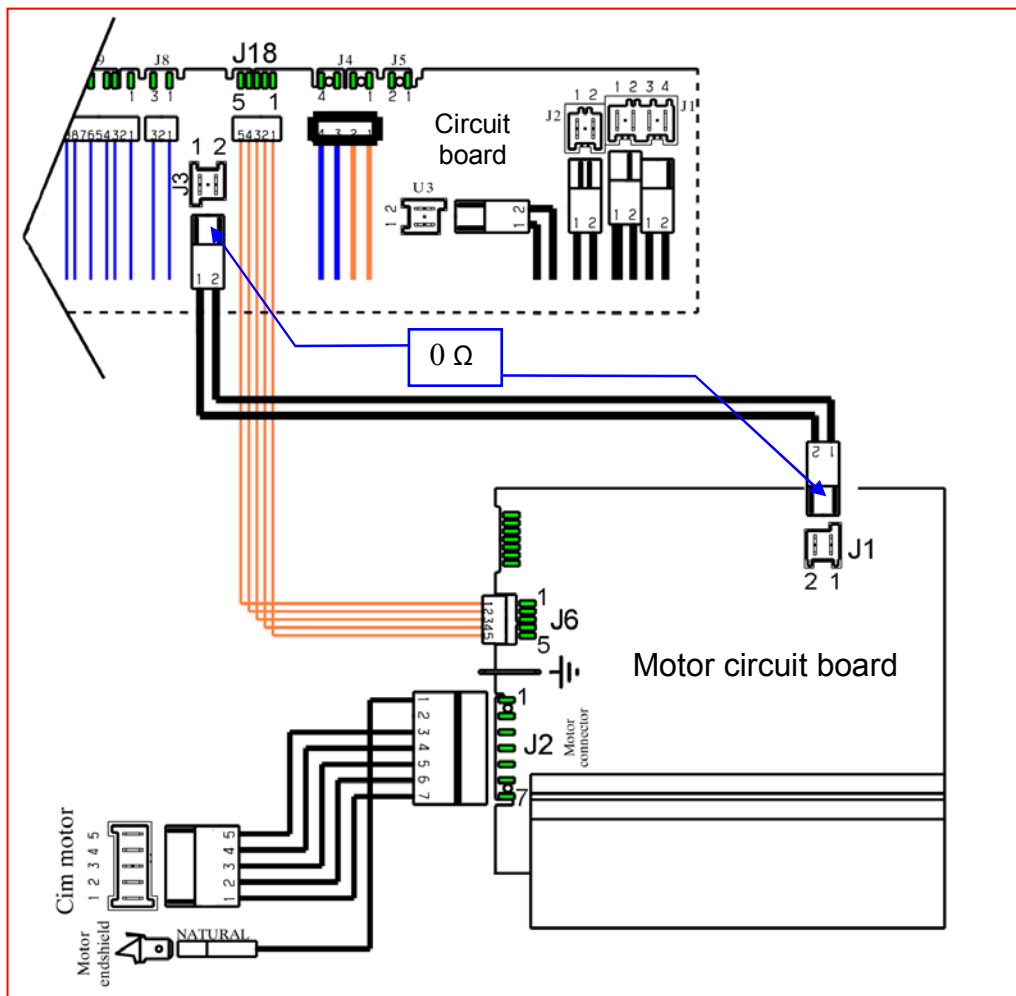 9 J8 J18 J4 J5
1 3 1 5 1 4 1 2 1
87654321 321 54321 4 3 2 1
Circuit
board
1 2
J2
1 2 3 4
J1
1 2
J3
U3
1 2
1 2
1 2
1 2
1 2
1 2
0 Ω
2 1
J1
2 1
12345
1
J6
5
Motor circuit board
1
2
3
4
5
6
7
1
J2
7
Motor
connector
Cim motor
1 2 3 4 5
1 2 3 4 5
Motor
endshield
NATURAL